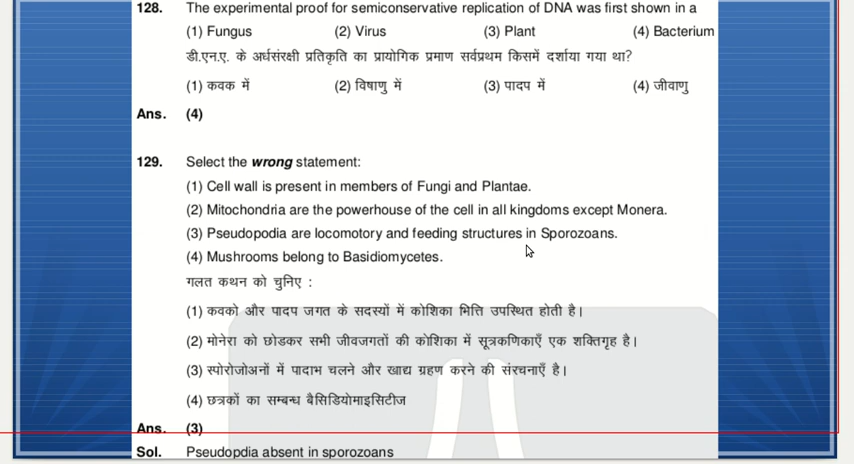 128. The experimental proof for semiconservative replication of DNA was first shown in a
(1) Fungus (2) Virus (3) Plant (4) Bacterium
डी.एन.ए. के अर्धसंरक्षी प्रतिकृति का प्रायोगिक प्रमाण सर्वप्रथम किसमें दर्शाया गया था?
(1) कवक में (2) विषाणु में (3) पादप में (4) जीवाणु
Ans. (4)
129. Select the wrong statement:
(1) Cell wall is present in members of Fungi and Plantae.
(2) Mitochondria are the powerhouse of the cell in all kingdoms except Monera.
(3) Pseudopodia are locomotory and feeding structures in Sporozoans.
(4) Mushrooms belong to Basidiomycetes.
गलत कथन को चुनिए :
(1) कवको और पादप जगत के सदस्यों में कोशिका भित्ति उपस्थित होती है।
(2) मोनेरा को छोडकर सभी जीवजगतों की कोशिका में सूत्रकणिकाएँ एक शक्तिगृह है।
(3) स्पोरोजोअनों में पादाभ चलने और खाद्य ग्रहण करने की संरचनाएँ है।
(4) छत्रकों का सम्बन्ध बैसिडियोमाइसिटीज
Ans. (3)
Sol. Pseudopdia absent in sporozoans